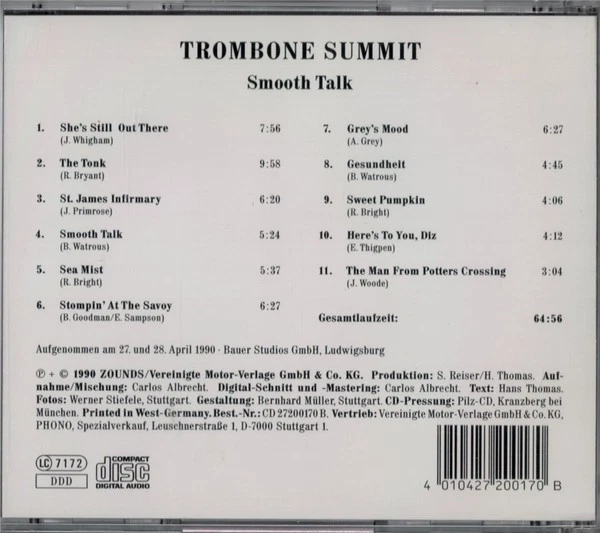 TROMBONE SUMMIT
Smooth Talk
1. She's Still Out There 7:56
(J. Whigham)
2. The Tonk 9:58
(R. Bryant)
3. St. James Infirmary 6:20
(J. Primrose)
4. Smooth Talk 5:24
(B. Watrous)
5. Sea Mist 5:37
(R. Bright)
6. Stompin' At The Savoy 6:27
(B. Goodman/E. Sampson)
7. Grey's Mood 6:27
(A. Grey)
8. Gesundheit 4:45
(B. Watrous)
9. Sweet Pumpkin 4:06
(R. Bright)
10. Here's To You, Diz 4:12
(E. Thigpen)
11. The Man From Potters Crossing 3:04
(J. Woode)
Gesamtlaufzeit: 64:56
Aufgenommen am 27. und 28. April 1990 · Bauer Studios GmbH, Ludwigsburg
℗ + © 1990 ZOUNDS/Vereinigte Motor-Verlage GmbH & Co. KG. Produktion: S. Reiser/H. Thomas. Auf-
nahme/Mischung: Carlos Albrecht. Digital-Schnitt und -Mastering: Carlos Albrecht. Text: Hans Thomas.
Fotos: Werner Stiefele, Stuttgart. Gestaltung: Bernhard Müller, Stuttgart. CD-Pressung: Pilz-CD, Kranzberg bei
München. Printed in West-Germany. Best.-Nr.: CD 27200170 B. Vertrieb: Vereinigte Motor-Verlage GmbH & Co. KG,
PHONO, Spezialverkauf, Leuschnerstraße 1, D-7000 Stuttgart 1.
LC 7172
DDD
COMPACT
disc
DIGITAL AUDIO
4 010427 200170 B